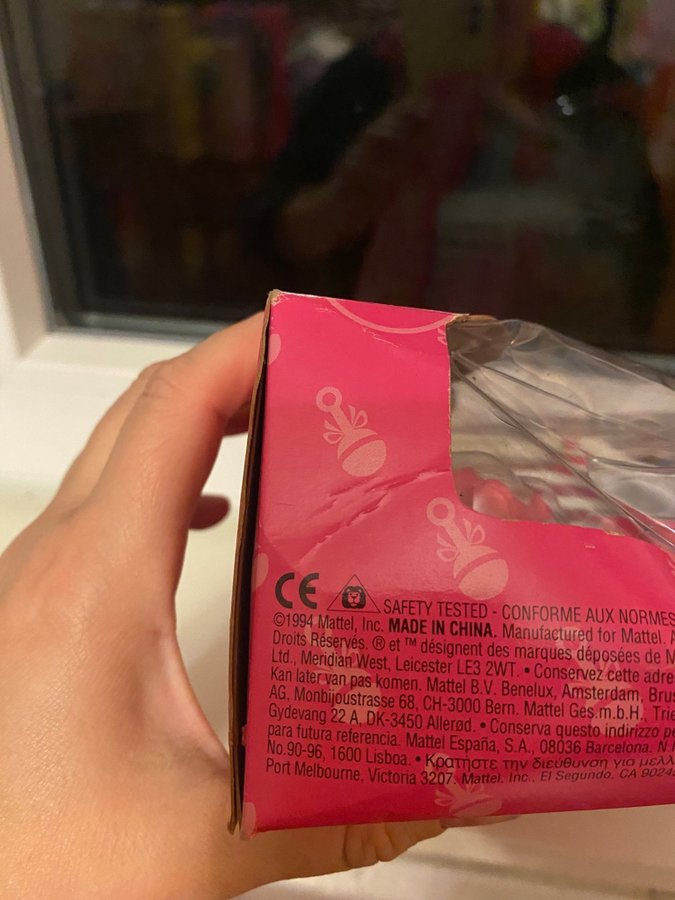 CE SAFETY TESTED - CONFORME AUX NORMES
©1994 Mattel, Inc. MADE IN CHINA. Manufactured for Mattel. A
Droits Réservés. ® et ™ désignent des marques déposées de M
Ltd., Meridian West, Leicester LE3 2WT. • Conservez cette adre
Kan later van pas komen. Mattel B.V. Benelux, Amsterdam, Brus
AG, Monbijoustrasse 68, CH-3000 Bern. Mattel Ges.m.b.H., Trie
Gydevang 22 A, DK-3450 Allerød. • Conserva questo indirizzo pe
para futura referencia. Mattel España, S.A., 08036 Barcelona. N.I
No.90-96, 1600 Lisboa. • Κρατήστε την διεύθυνση για μελλ
Port Melbourne, Victoria 3207. Mattel, Inc., El Segundo, CA 9024